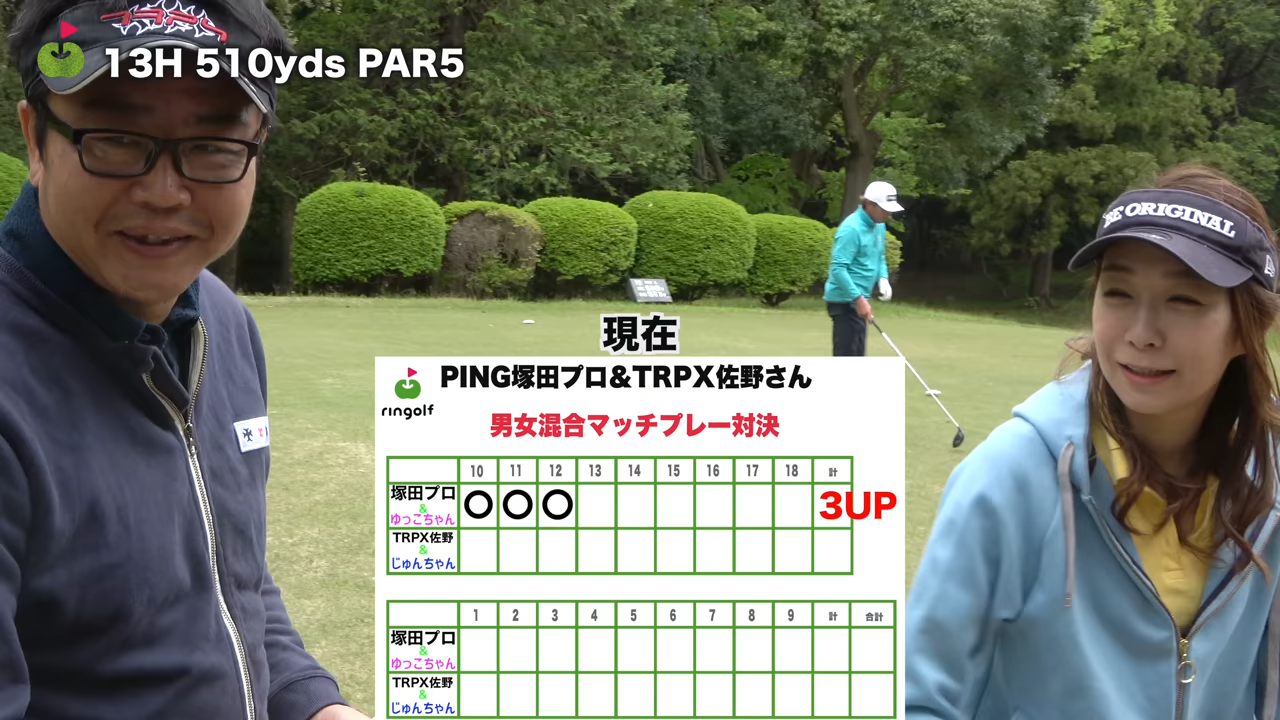 13H 510yds PAR5
BE ORIGINAL
現在
ringolf
PING塚田プロ&TRPX佐野さん
男女混合マッチプレー対決
10 11 12 13 14 15 16 17 18 計
塚田プロ
&
ゆっこちゃん
○ ○ ○ 3UP
TRPX佐野
&
じゅんちゃん
1 2 3 4 5 6 7 8 9 計 合計
塚田プロ
&
ゆっこちゃん
TRPX佐野
&
じゅんちゃん